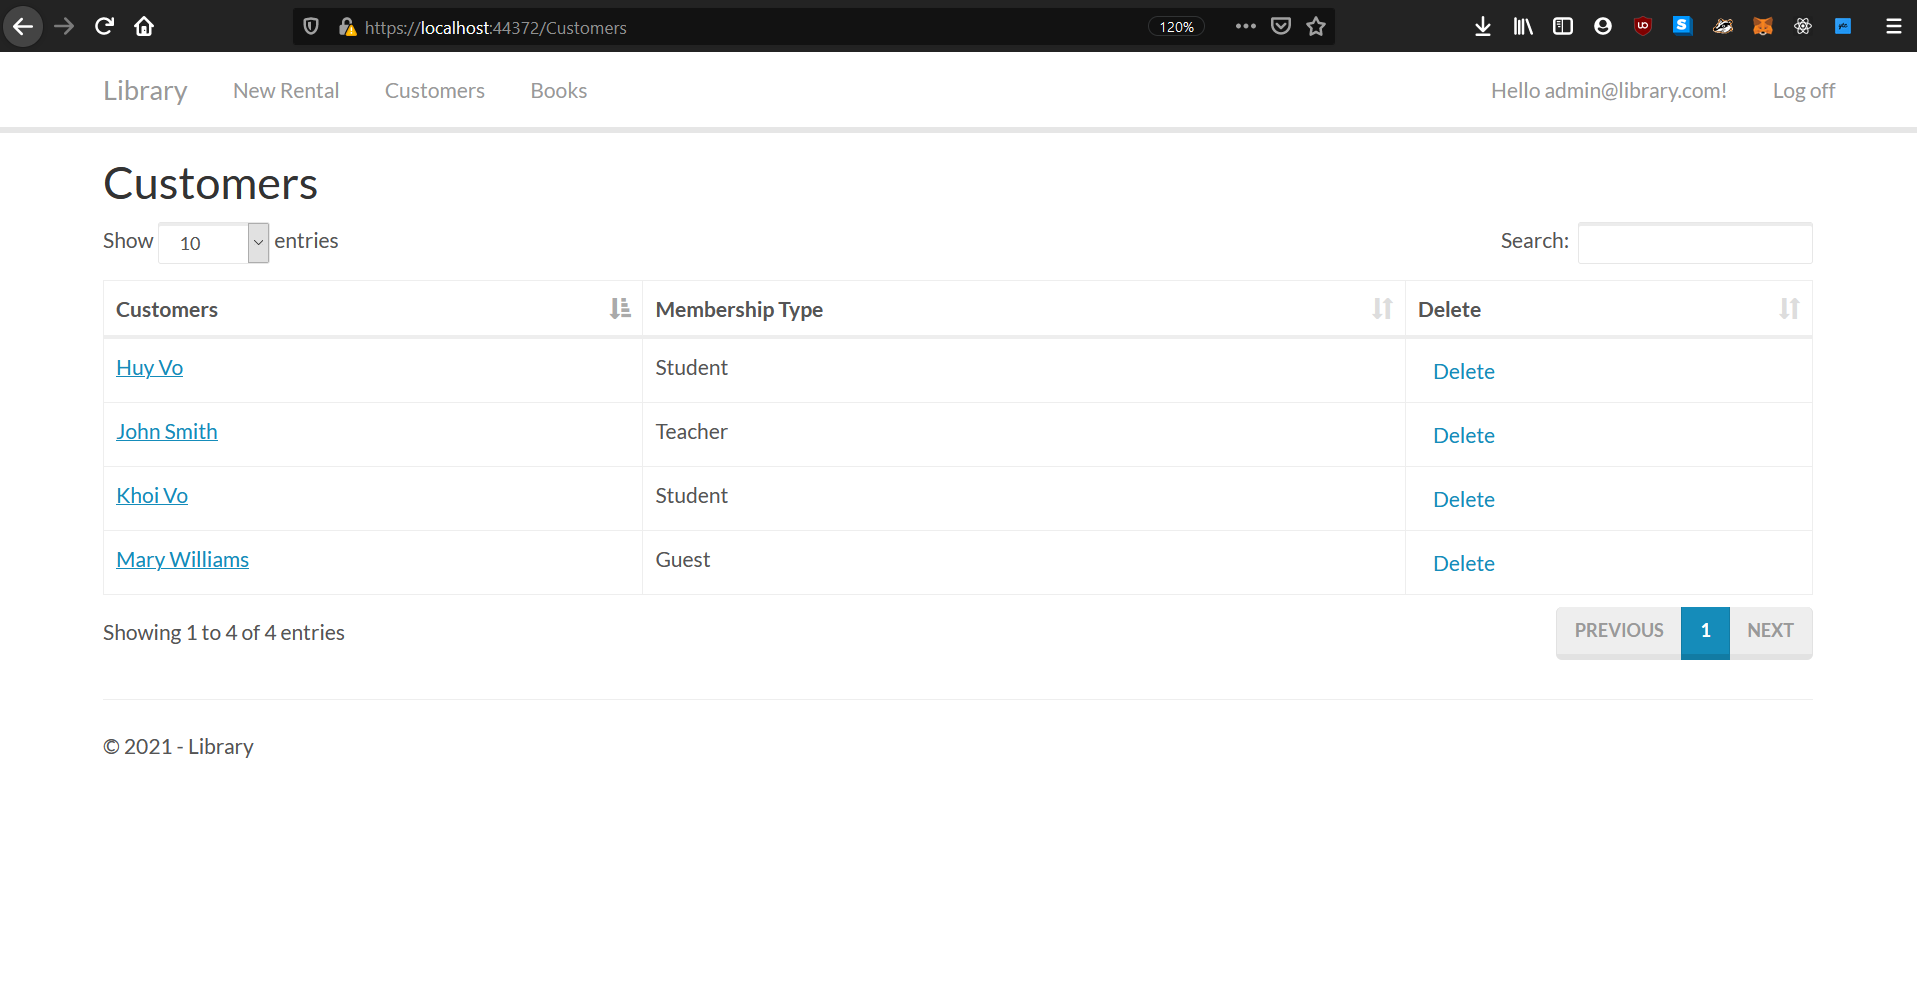 https://localhost:44372/Customers 120%
Library New Rental Customers Books Hello admin@library.com! Log off
Customers
Show 10 entries Search:
Customers Membership Type Delete
Huy Vo Student Delete
John Smith Teacher Delete
Khoi Vo Student Delete
Mary Williams Guest Delete
Showing 1 to 4 of 4 entries PREVIOUS 1 NEXT
© 2021 - Library